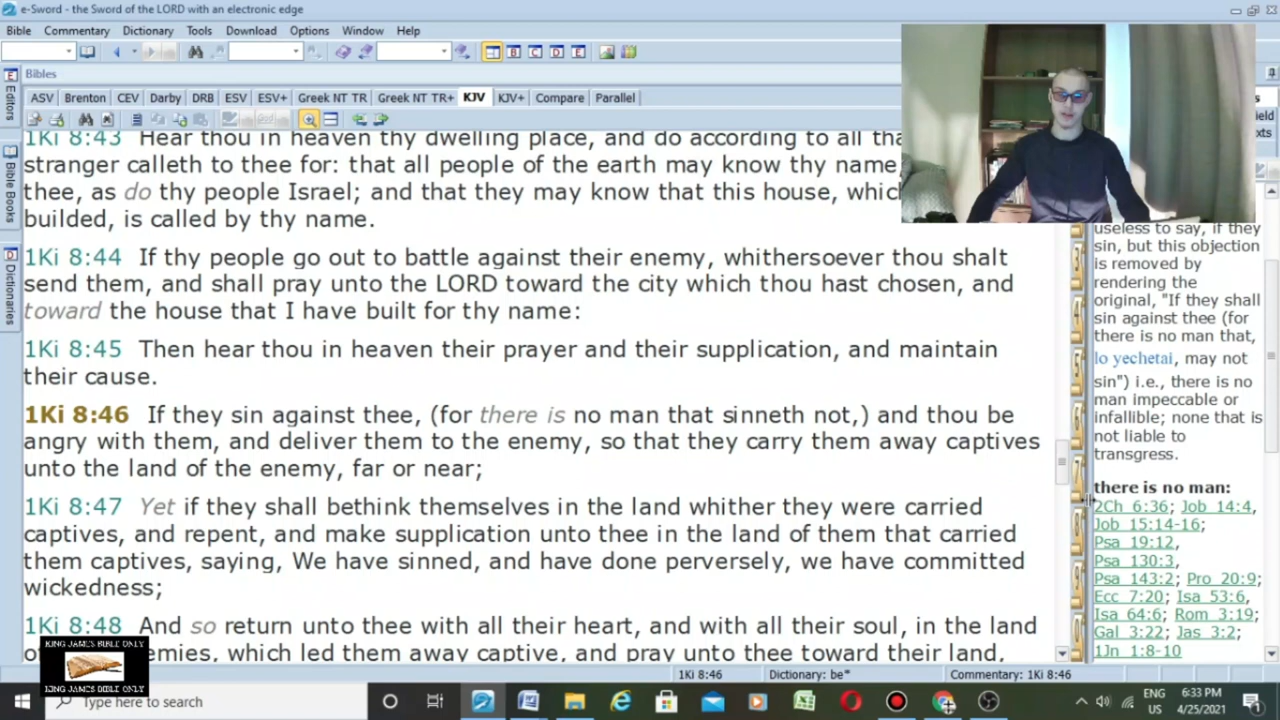 e-Sword - the Sword of the LORD with an electronic edge
Bible Commentary Dictionary Tools Download Options Window Help
B C D E
Bibles
Editors
Bible Books
Dictionaries
ASV Brenton CEV Darby DRB ESV ESV+ Greek NT TR Greek NT TR+ KJV KJV+ Compare Parallel
1Ki 8:43 Hear thou in heaven thy dwelling place, and do according to all
stranger calleth to thee for: that all people of the earth may know thy name,
thee, as do thy people Israel; and that they may know that this house,
builded, is called by thy name.
1Ki 8:44 If thy people go out to battle against their enemy, whithersoever thou shalt
send them, and shall pray unto the LORD toward the city which thou hast chosen, and
toward the house that I have built for thy name:
1Ki 8:45 Then hear thou in heaven their prayer and their supplication, and maintain
their cause.
1Ki 8:46 If they sin against thee, (for there is no man that sinneth not,) and thou be
angry with them, and deliver them to the enemy, so that they carry them away captives
unto the land of the enemy, far or near;
1Ki 8:47 Yet if they shall bethink themselves in the land whither they were carried
captives, and repent, and make supplication unto thee in the land of them that carried
them captives, saying, We have sinned, and have done perversely, we have committed
wickedness;
1Ki 8:48 And so return unto thee with all their heart, and with all their soul, in the land
which led them away captive, and pray unto thee toward their land,
useless to say, if they
sin, but this objection
is removed by
rendering the
original, "If they shall
sin against thee (for
there is no man that,
lo yechetai, may not
sin") i.e., there is no
man impeccable or
infallible; none that is
not liable to
transgress.
there is no man:
2Ch 6:36; Job 14:4,
Job 15:14-16;
Psa 19:12,
Psa 130:3,
Psa 143:2; Pro 20:9;
Ecc 7:20; Isa 53:6,
Isa 64:6; Rom 3:19;
Gal 3:22; Jas 3:2;
1Jn 1:8-10
KING JAMES BIBLE ONLY
KING JAMES BIBLE ONLY
1Ki 8:46 Dictionary: be* Commentary: 1Ki 8:46
Type here to search
ENG
US
6:33 PM
4/25/2021